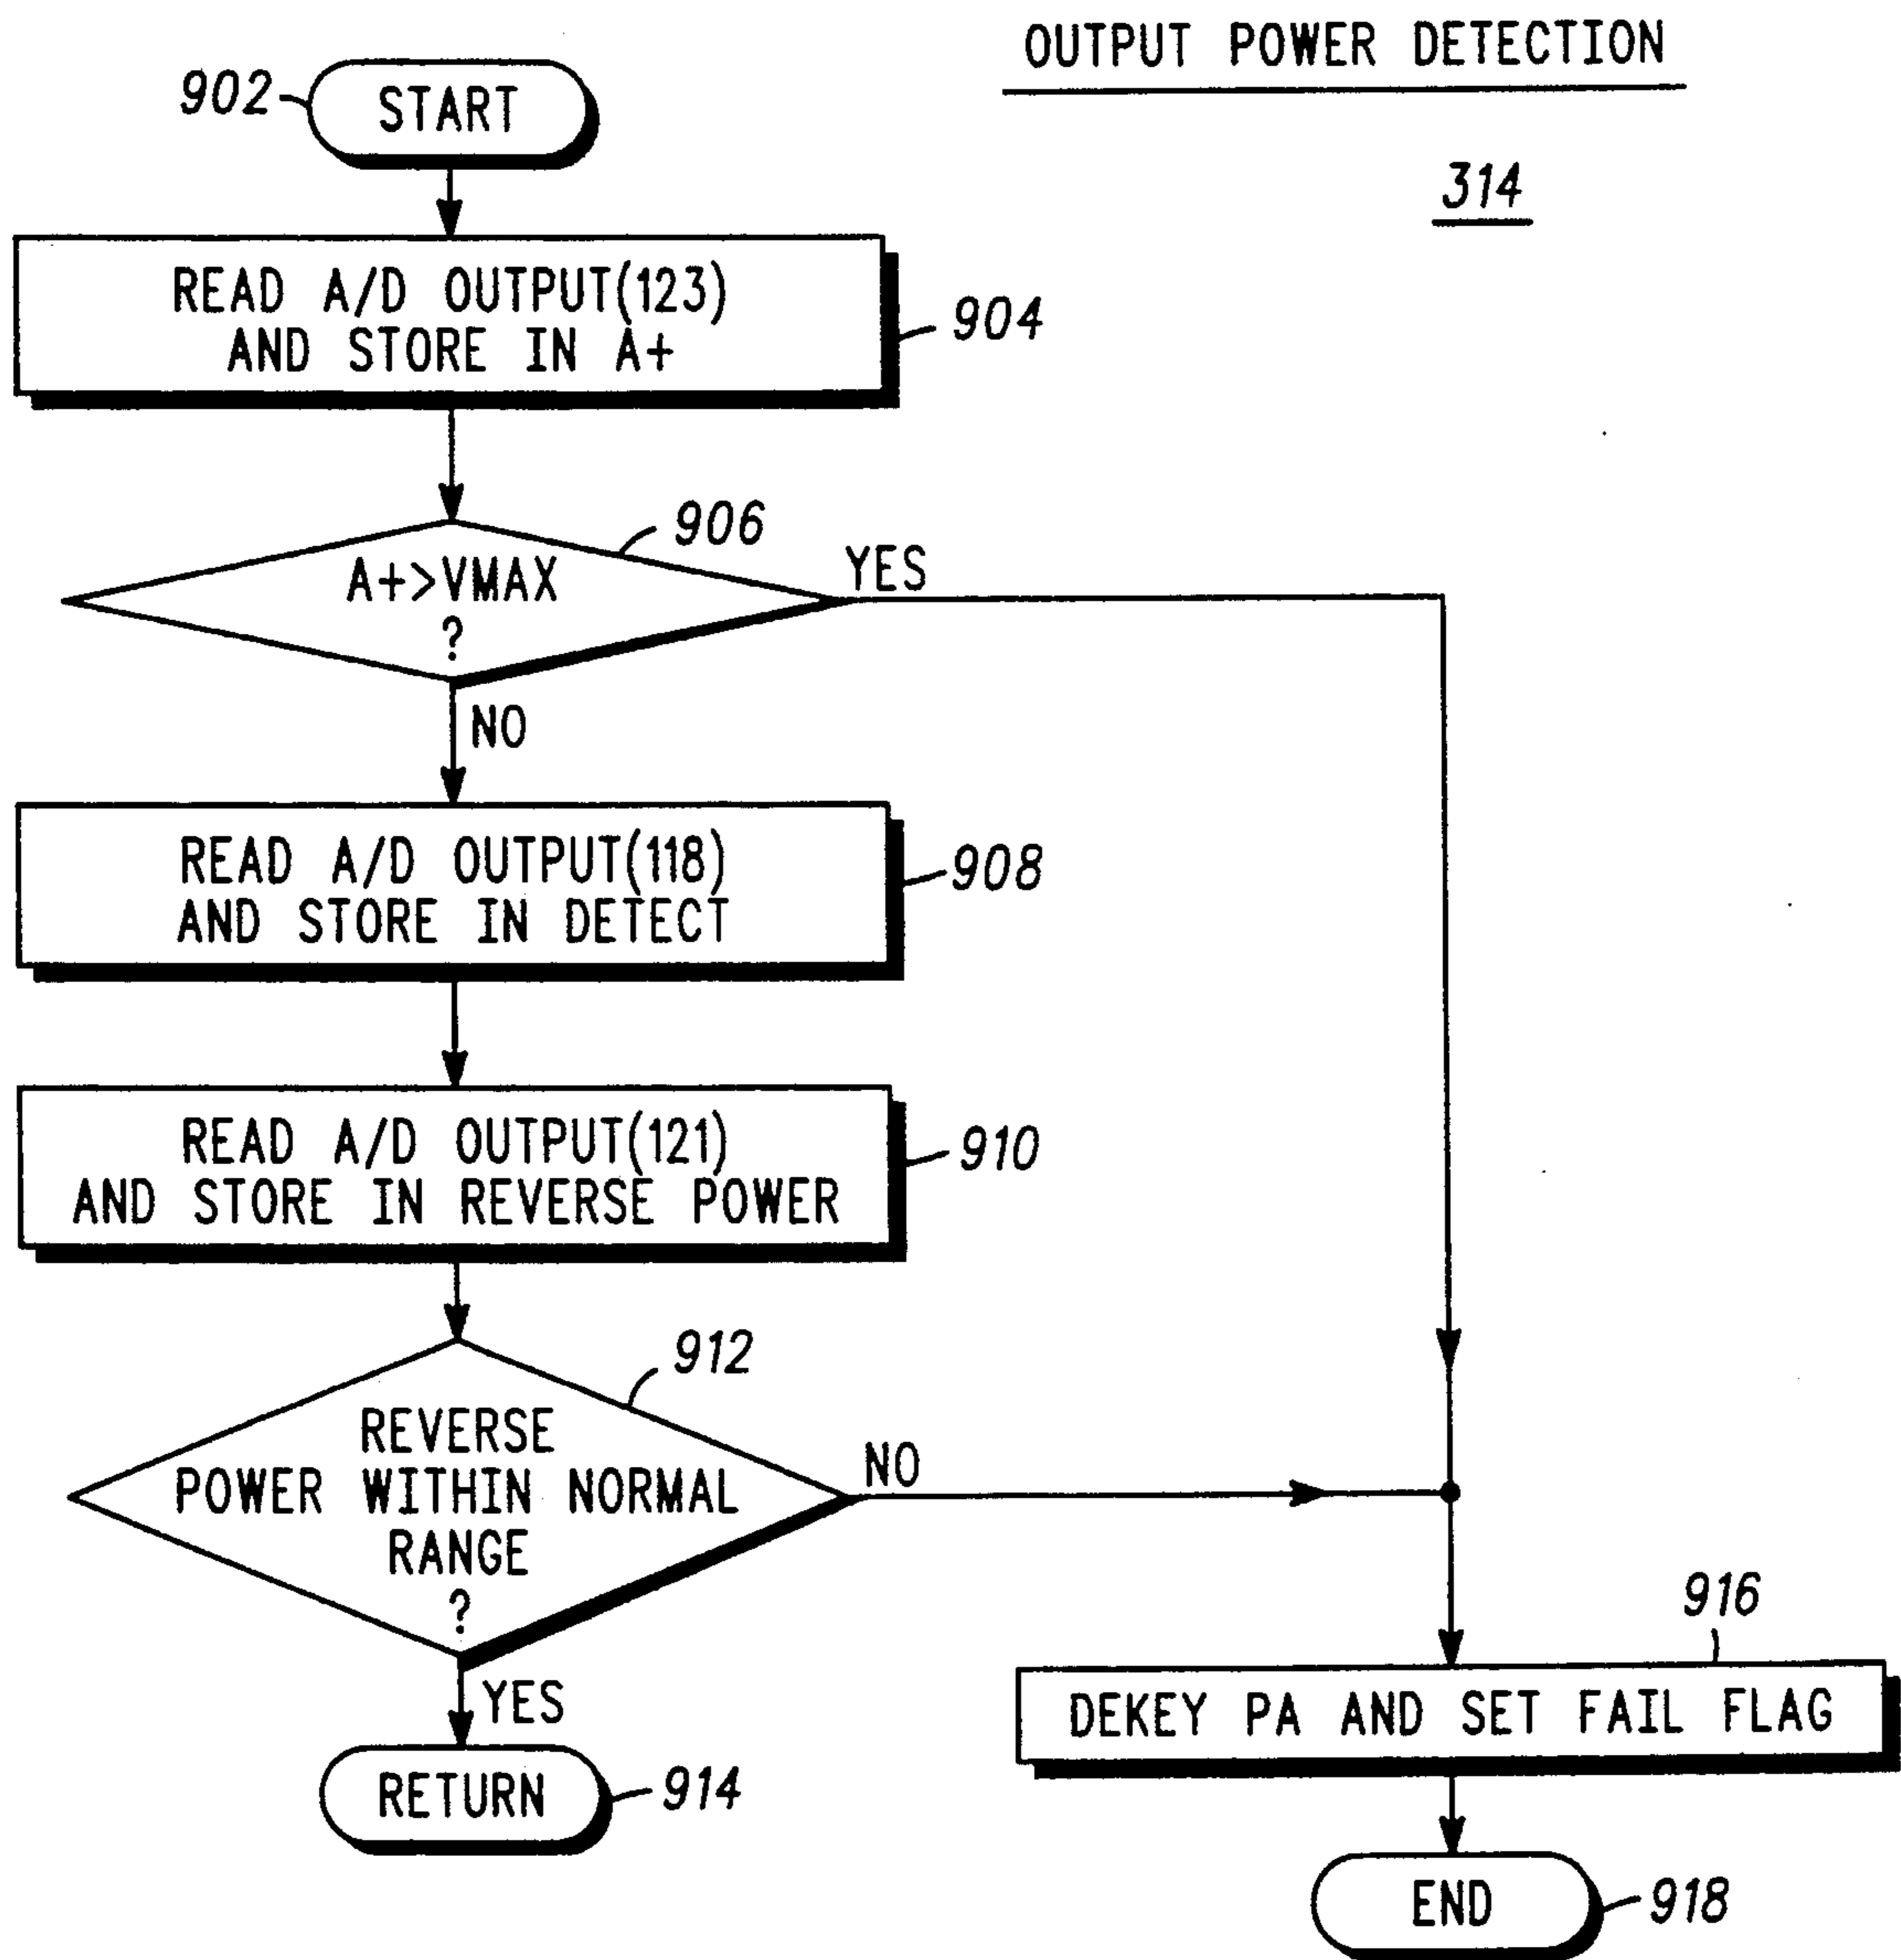 OUTPUT POWER DETECTION
314
902
START
READ A/D OUTPUT(123)
AND STORE IN A+
904
906
A+>VMAX
?
YES
NO
READ A/D OUTPUT(118)
AND STORE IN DETECT
908
READ A/D OUTPUT(121)
AND STORE IN REVERSE POWER
910
912
REVERSE
POWER WITHIN NORMAL
RANGE
?
NO
YES
RETURN
914
916
DEKEY PA AND SET FAIL FLAG
END
918